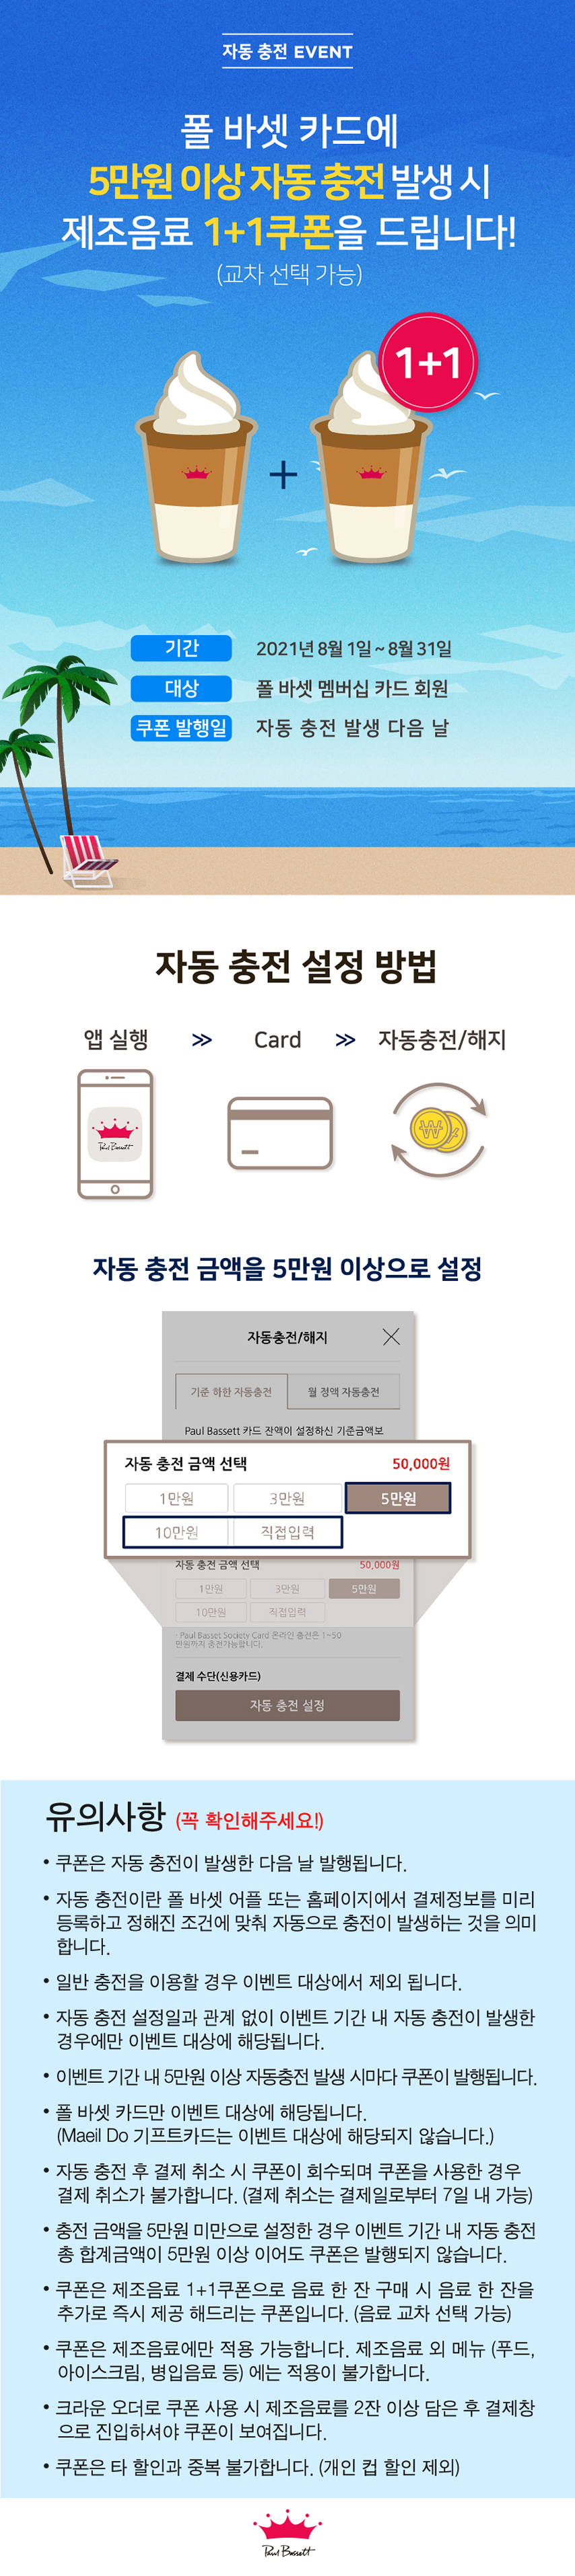 자동 충전 EVENT
폴 바셋 카드에
5만원 이상 자동 충전 발생 시
제조음료 1+1쿠폰을 드립니다!
(교차 선택 가능)
1+1
+
기간 2021년 8월 1일 ~ 8월 31일
대상 폴 바셋 멤버십 카드 회원
쿠폰 발행일 자동 충전 발생 다음 날
자동 충전 설정 방법
앱 실행 >> Card >> 자동충전/해지
Paul Bassett
자동 충전 금액을 5만원 이상으로 설정
자동충전/해지
기준 하한 자동충전 월 정액 자동충전
Paul Bassett 카드 잔액이 설정하신 기준금액보
자동 충전 금액 선택 50,000원
1만원 3만원 5만원
10만원 직접입력
자동 충전 금액 선택 50,000원
1만원 3만원 5만원
10만원 직접입력
· Paul Basset Society Card 온라인 충전은 1~50
만원까지 충전가능합니다.
결제 수단(신용카드)
자동 충전 설정
유의사항 (꼭 확인해주세요!)
• 쿠폰은 자동 충전이 발생한 다음 날 발행됩니다.
• 자동 충전이란 폴 바셋 어플 또는 홈페이지에서 결제정보를 미리
등록하고 정해진 조건에 맞춰 자동으로 충전이 발생하는 것을 의미
합니다.
• 일반 충전을 이용할 경우 이벤트 대상에서 제외 됩니다.
• 자동 충전 설정일과 관계 없이 이벤트 기간 내 자동 충전이 발생한
경우에만 이벤트 대상에 해당됩니다.
• 이벤트 기간 내 5만원 이상 자동충전 발생 시마다 쿠폰이 발행됩니다.
• 폴 바셋 카드만 이벤트 대상에 해당됩니다.
(Maeil Do 기프트카드는 이벤트 대상에 해당되지 않습니다.)
• 자동 충전 후 결제 취소 시 쿠폰이 회수되며 쿠폰을 사용한 경우
결제 취소가 불가합니다. (결제 취소는 결제일로부터 7일 내 가능)
• 충전 금액을 5만원 미만으로 설정한 경우 이벤트 기간 내 자동 충전
총 합계금액이 5만원 이상 이어도 쿠폰은 발행되지 않습니다.
• 쿠폰은 제조음료 1+1쿠폰으로 음료 한 잔 구매 시 음료 한 잔을
추가로 즉시 제공 해드리는 쿠폰입니다. (음료 교차 선택 가능)
• 쿠폰은 제조음료에만 적용 가능합니다. 제조음료 외 메뉴 (푸드,
아이스크림, 병입음료 등) 에는 적용이 불가합니다.
• 크라운 오더로 쿠폰 사용 시 제조음료를 2잔 이상 담은 후 결제창
으로 진입하셔야 쿠폰이 보여집니다.
• 쿠폰은 타 할인과 중복 불가합니다. (개인 컵 할인 제외)
Paul Bassett